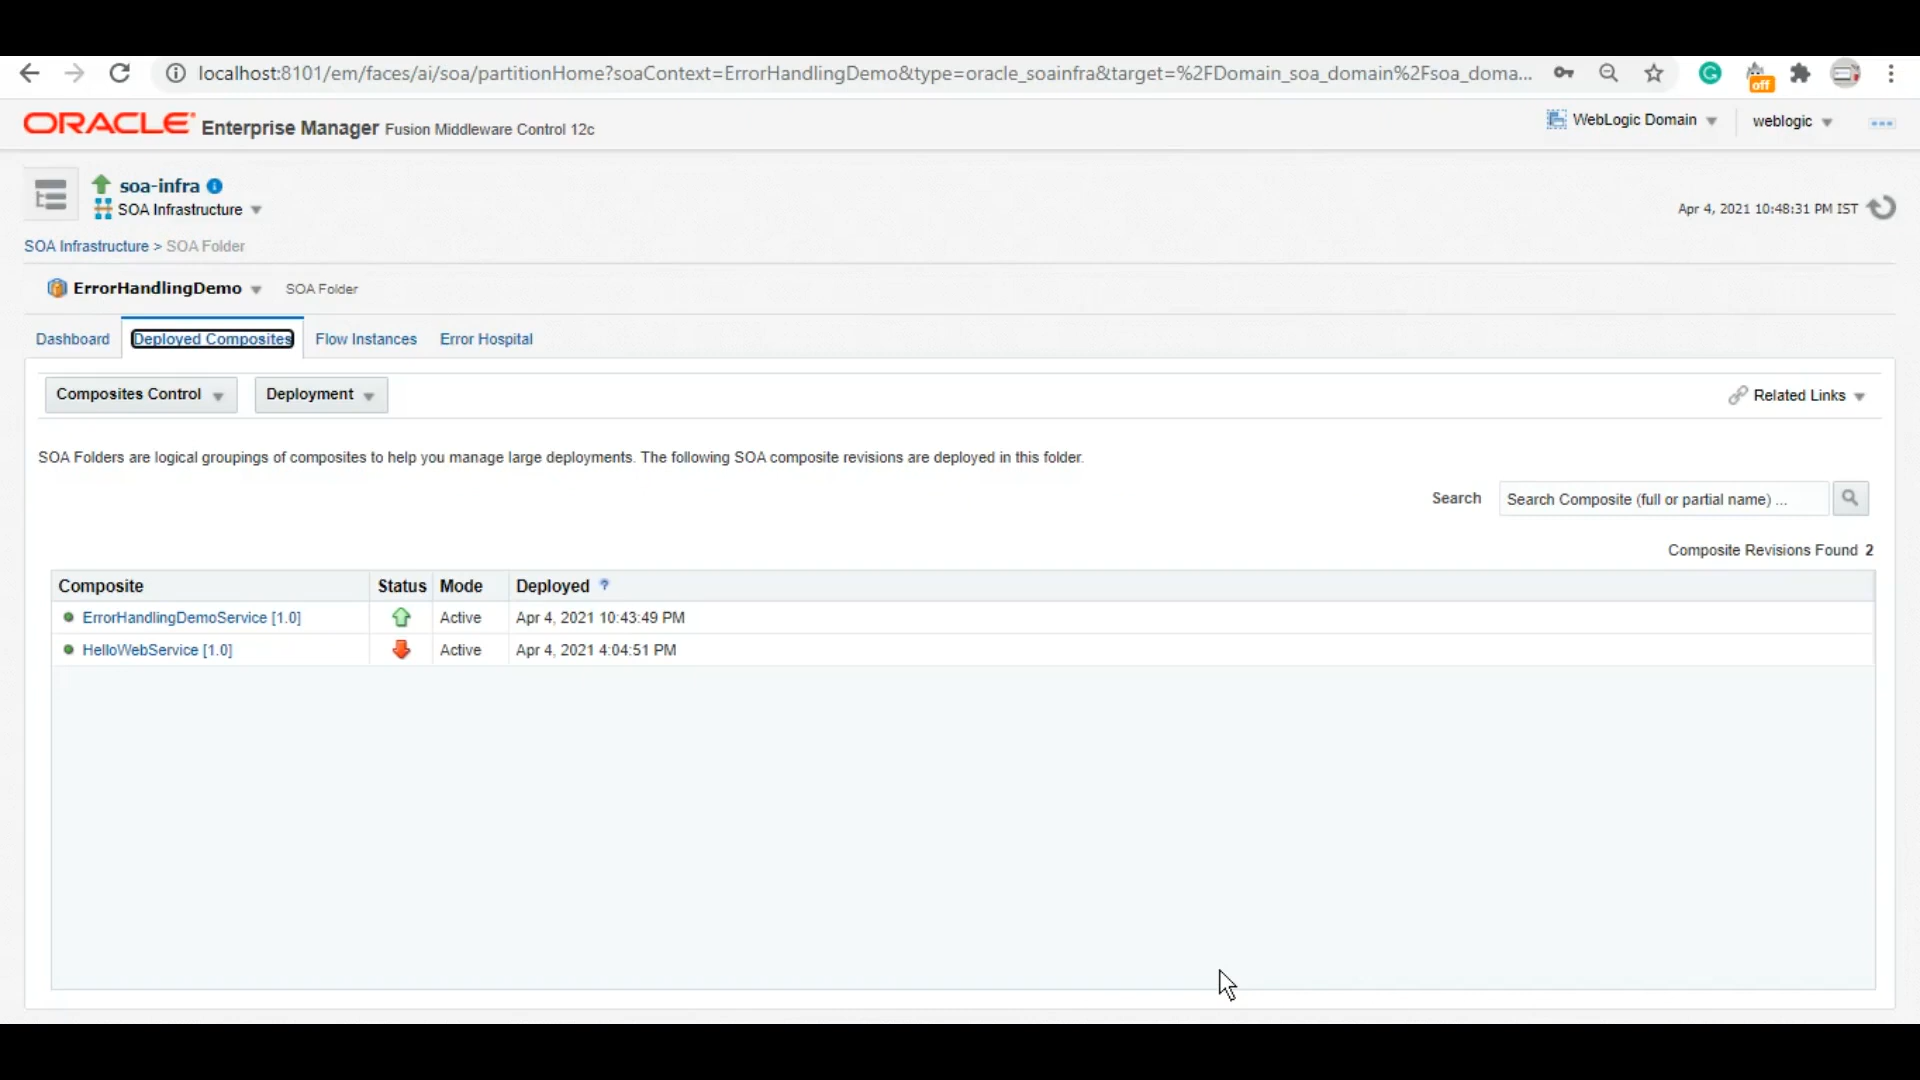 localhost:8101/em/faces/ai/soa/partitionHome?soaContext=ErrorHandlingDemo&type=oracle_soainfra&target=%2FDomain_soa_domain%2Fsoa_doma...
off
ORACLE Enterprise Manager Fusion Middleware Control 12c
WebLogic Domain
weblogic
soa-infra
SOA Infrastructure
Apr 4, 2021 10:48:31 PM IST
SOA Infrastructure > SOA Folder
ErrorHandlingDemo SOA Folder
Dashboard Deployed Composites Flow Instances Error Hospital
Composites Control Deployment Related Links
SOA Folders are logical groupings of composites to help you manage large deployments. The following SOA composite revisions are deployed in this folder.
Search Search Composite (full or partial name) ...
Composite Revisions Found 2
Composite Status Mode Deployed ?
ErrorHandlingDemoService [1.0] Active Apr 4, 2021 10:43:49 PM
HelloWebService [1.0] Active Apr 4, 2021 4:04:51 PM